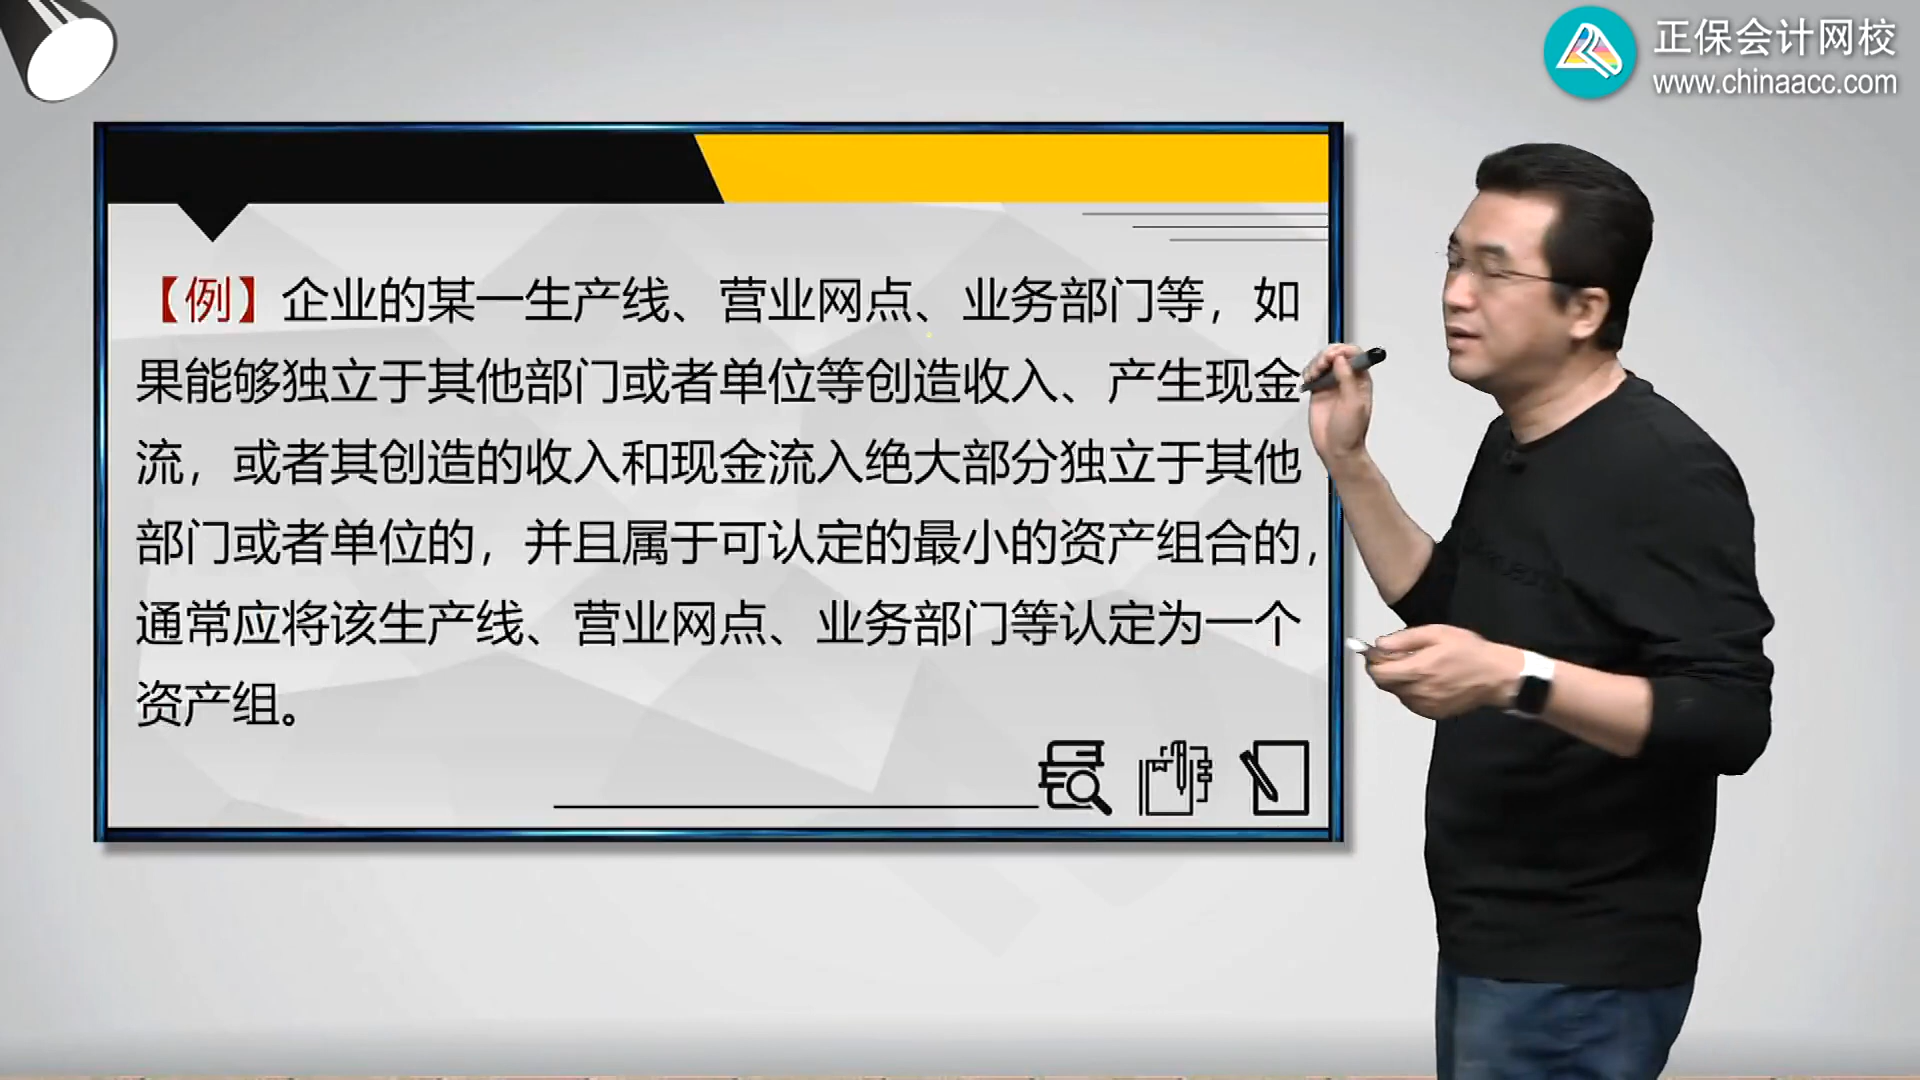 正保会计网校
www.chinaacc.com
【例】企业的某一生产线、营业网点、业务部门等，如
果能够独立于其他部门或者单位等创造收入、产生现金
流，或者其创造的收入和现金流入绝大部分独立于其他
部门或者单位的，并且属于可认定的最小的资产组合的，
通常应将该生产线、营业网点、业务部门等认定为一个
资产组。